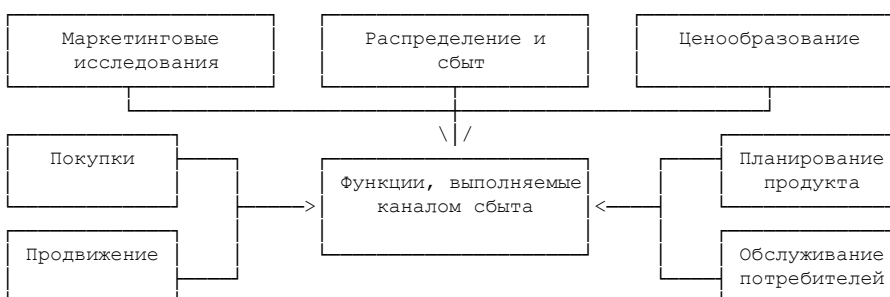 Маркетинговые
исследования
Распределение и
сбыт
Ценообразование
Покупки
Функции, выполняемые
каналом сбыта
Планирование
продукта
Продвижение
Обслуживание
потребителей